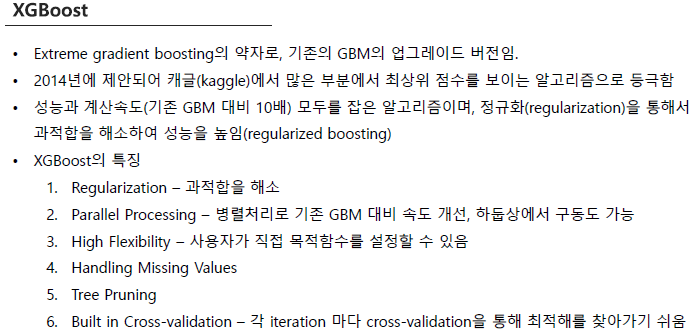 XGBoost
• Extreme gradient boosting의 약자로, 기존의 GBM의 업그레이드 버전임.
• 2014년에 제안되어 캐글(kaggle)에서 많은 부분에서 최상위 점수를 보이는 알고리즘으로 등극함
• 성능과 계산속도(기존 GBM 대비 10배) 모두를 잡은 알고리즘이며, 정규화(regularization)을 통해서
과적합을 해소하여 성능을 높임(regularized boosting)
• XGBoost의 특징
1. Regularization – 과적합을 해소
2. Parallel Processing – 병렬처리로 기존 GBM 대비 속도 개선, 하둡상에서 구동도 가능
3. High Flexibility – 사용자가 직접 목적함수를 설정할 수 있음
4. Handling Missing Values
5. Tree Pruning
6. Built in Cross-validation – 각 iteration 마다 cross-validation을 통해 최적해를 찾아가기 쉬움